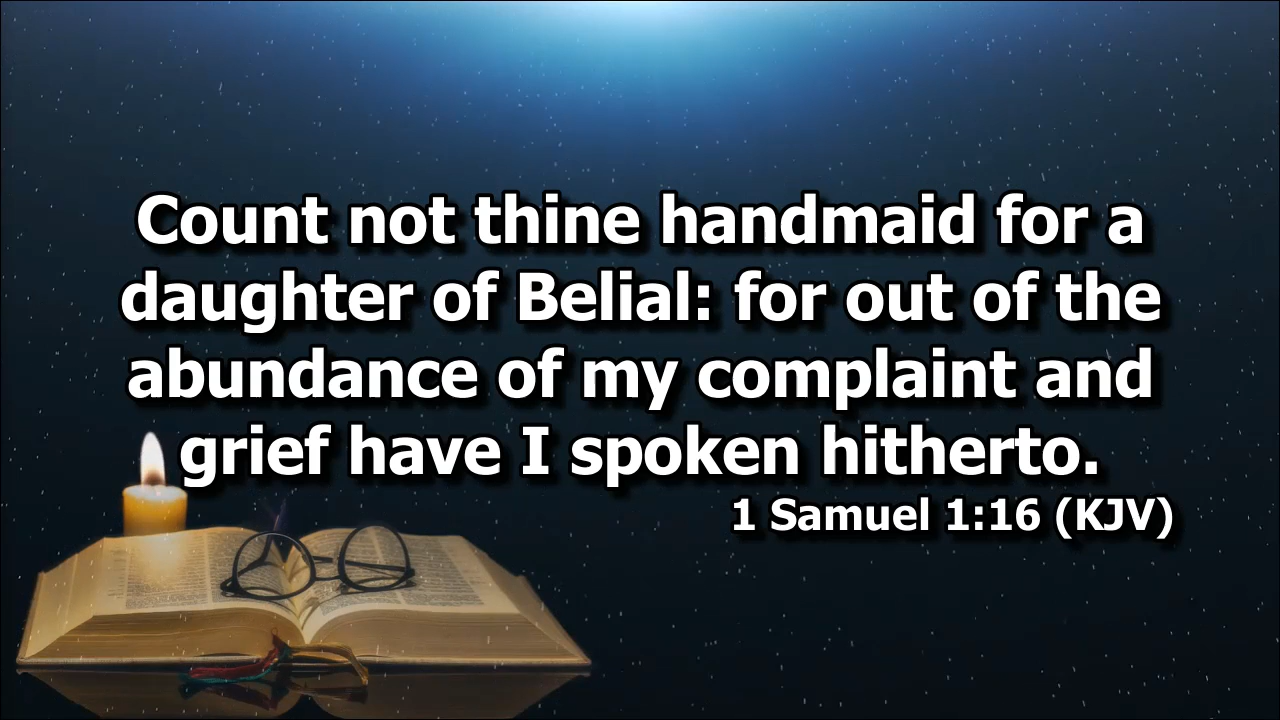 Count not thine handmaid for a
daughter of Belial: for out of the
abundance of my complaint and
grief have I spoken hitherto.
1 Samuel 1:16 (KJV)